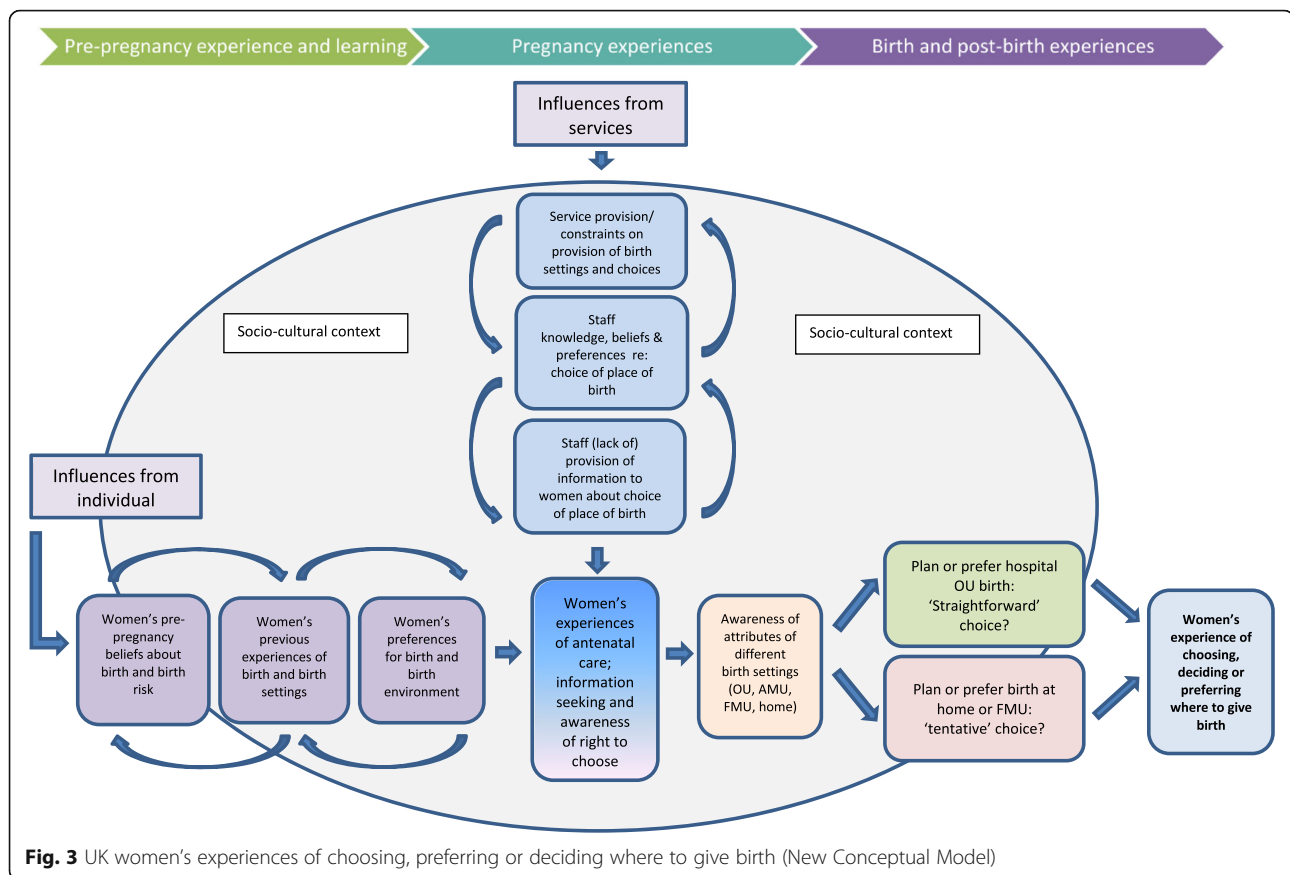 Pre-pregnancy experience and learning
Pregnancy experiences
Birth and post-birth experiences
Influences from
services
Service provision/
constraints on
provision of birth
settings and choices
Staff
knowledge, beliefs &
preferences re:
choice of place of
birth
Staff (lack of)
provision of
information to
women about choice
of place of birth
Socio-cultural context
Socio-cultural context
Influences from
individual
Women's pre-
pregnancy
beliefs about
birth and birth
risk
Women's
previous
experiences of
birth and birth
settings
Women's
preferences
for birth and
birth
environment
Women's
experiences
of antenatal
care;
information
seeking and
awareness
of right to
choose
Awareness of
attributes of
different
birth settings
(OU, AMU,
FMU, home)
Plan or prefer hospital
OU birth:
'Straightforward'
choice?
Plan or prefer birth at
home or FMU:
'tentative' choice?
Women's
experience of
choosing,
deciding or
preferring
where to give
birth
Fig. 3 UK women's experiences of choosing, preferring or deciding where to give birth (New Conceptual Model)